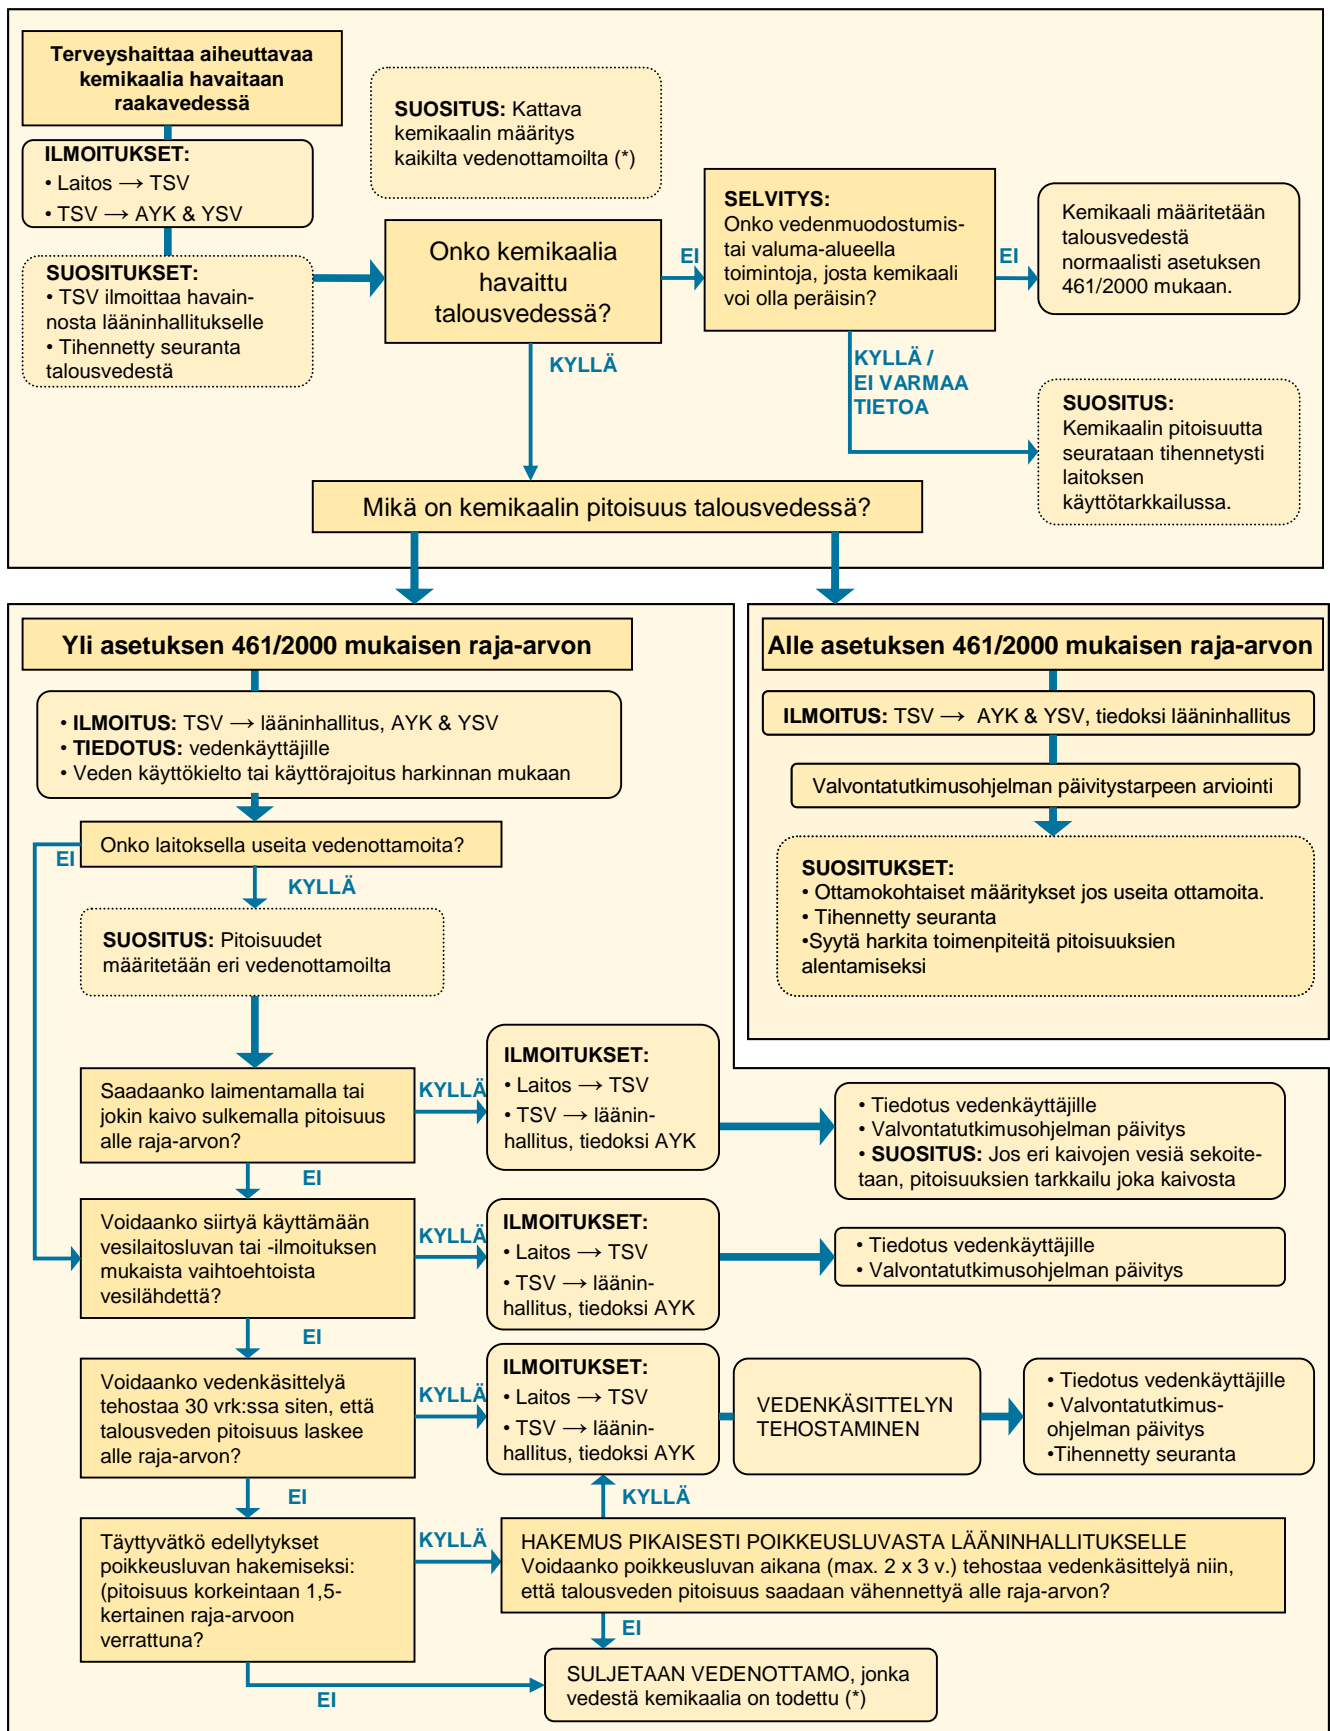 Terveyshaittaa aiheuttavaa
kemikaalia havaitaan
raakavedessä
ILMOITUKSET:
• Laitos → TSV
• TSV → AYK & YSV
SUOSITUKSET:
• TSV ilmoittaa havain-
nosta lääninhallitukselle
• Tihennetty seuranta
talousvedestä
SUOSITUS: Kattava
kemikaalin määritys
kaikilta vedenottamoilta (*)
Onko kemikaalia
havaittu
talousvedessä?
EI
KYLLÄ
SELVITYS:
Onko vedenmuodostumis-
tai valuma-alueella
toimintoja, josta kemikaali
voi olla peräisin?
EI
KYLLÄ /
EI VARMAA
TIETOA
Kemikaali määritetään
talousvedestä
normaalisti asetuksen
461/2000 mukaan.
SUOSITUS:
Kemikaalin pitoisuutta
seurataan tihennetysti
laitoksen
käyttötarkkailussa.
Mikä on kemikaalin pitoisuus talousvedessä?
Yli asetuksen 461/2000 mukaisen raja-arvon
• ILMOITUS: TSV → lääninhallitus, AYK & YSV
• TIEDOTUS: vedenkäyttäjille
• Veden käyttökielto tai käyttörajoitus harkinnan mukaan
Onko laitoksella useita vedenottamoita?
EI
KYLLÄ
SUOSITUS: Pitoisuudet
määritetään eri vedenottamoilta
Alle asetuksen 461/2000 mukaisen raja-arvon
ILMOITUS: TSV → AYK & YSV, tiedoksi lääninhallitus
Valvontatutkimusohjelman päivitystarpeen arviointi
SUOSITUKSET:
• Ottamokohtaiset määritykset jos useita ottamoita.
• Tihennetty seuranta
•Syytä harkita toimenpiteitä pitoisuuksien
alentamiseksi
Saadaanko laimentamalla tai
jokin kaivo sulkemalla pitoisuus
alle raja-arvon?
KYLLÄ
EI
ILMOITUKSET:
• Laitos → TSV
• TSV → läänin-
hallitus, tiedoksi AYK
• Tiedotus vedenkäyttäjille
• Valvontatutkimusohjelman päivitys
• SUOSITUS: Jos eri kaivojen vesiä sekoite-
taan, pitoisuuksien tarkkailu joka kaivosta
Voidaanko siirtyä käyttämään
vesilaitosluvan tai -ilmoituksen
mukaista vaihtoehtoista
vesilähdettä?
KYLLÄ
EI
ILMOITUKSET:
• Laitos → TSV
• TSV → läänin-
hallitus, tiedoksi AYK
• Tiedotus vedenkäyttäjille
• Valvontatutkimusohjelman päivitys
Voidaanko vedenkäsittelyä
tehostaa 30 vrk:ssa siten, että
talousveden pitoisuus laskee
alle raja-arvon?
KYLLÄ
EI
ILMOITUKSET:
• Laitos → TSV
• TSV → läänin-
hallitus, tiedoksi AYK
VEDENKÄSITTELYN
TEHOSTAMINEN
• Tiedotus vedenkäyttäjille
• Valvontatutkimus-
ohjelman päivitys
•Tihennetty seuranta
KYLLÄ
Täyttyvätkö edellytykset
poikkeusluvan hakemiseksi:
(pitoisuus korkeintaan 1,5-
kertainen raja-arvoon
verrattuna?
KYLLÄ
EI
HAKEMUS PIKAISESTI POIKKEUSLUVASTA LÄÄNINHALLITUKSELLE
Voidaanko poikkeusluvan aikana (max. 2 x 3 v.) tehostaa vedenkäsittelyä niin,
että talousveden pitoisuus saadaan vähennettyä alle raja-arvon?
EI
SULJETAAN VEDENOTTAMO, jonka
vedestä kemikaalia on todettu (*)